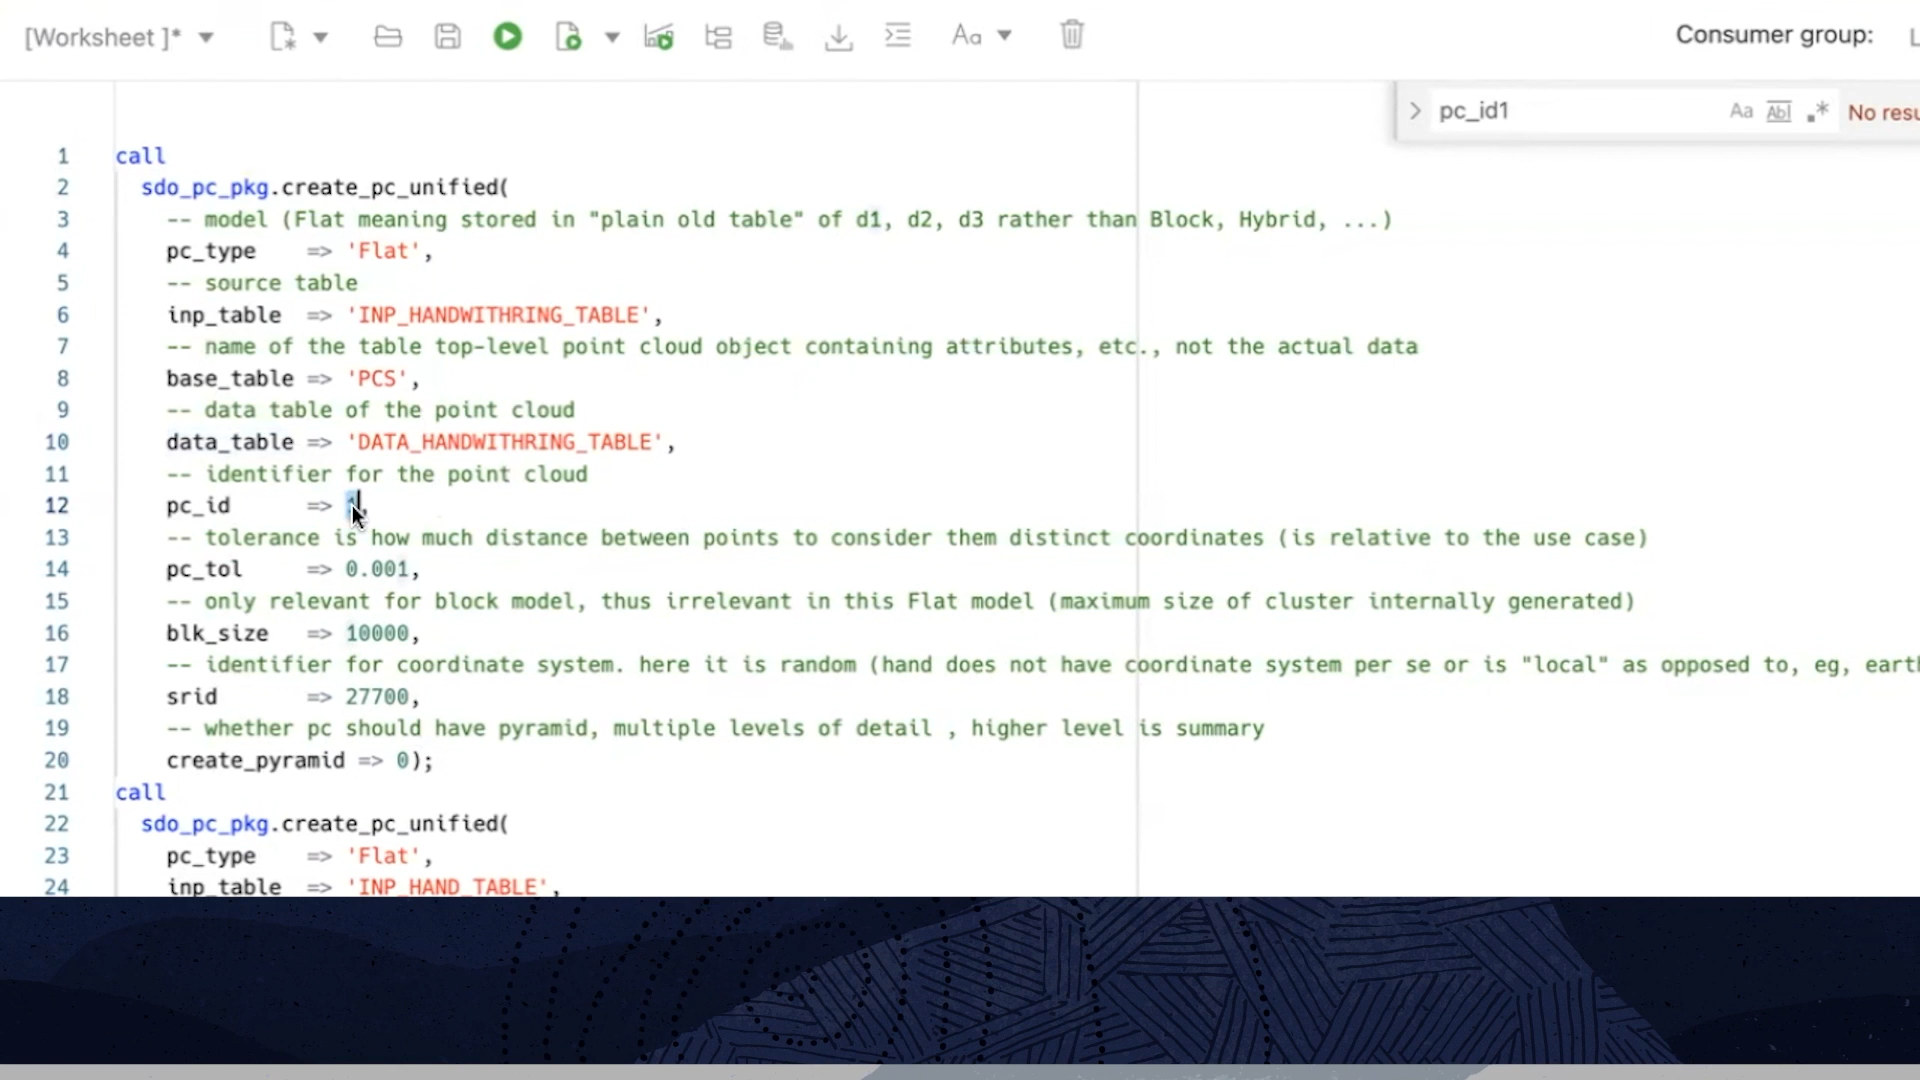 [Worksheet ]*
Aa
Consumer group:
pc_id1
Aa
Abl
.*
No
1 call
2 sdo_pc_pkg.create_pc_unified(
3 -- model (Flat meaning stored in "plain old table" of d1, d2, d3 rather than Block, Hybrid, ...)
4 pc_type => 'Flat',
5 -- source table
6 inp_table => 'INP_HANDWITHRING_TABLE',
7 -- name of the table top-level point cloud object containing attributes, etc., not the actual data
8 base_table => 'PCS',
9 -- data table of the point cloud
10 data_table => 'DATA_HANDWITHRING_TABLE',
11 -- identifier for the point cloud
12 pc_id =>
13 -- tolerance is how much distance between points to consider them distinct coordinates (is relative to the use case)
14 pc_tol => 0.001,
15 -- only relevant for block model, thus irrelevant in this Flat model (maximum size of cluster internally generated)
16 blk_size => 10000,
17 -- identifier for coordinate system. here it is random (hand does not have coordinate system per se or is "local" as opposed to, eg,
18 srid => 27700,
19 -- whether pc should have pyramid, multiple levels of detail , higher level is summary
20 create_pyramid => 0);
21 call
22 sdo_pc_pkg.create_pc_unified(
23 pc_type => 'Flat',
24 inp_table => 'INP_HAND_TABLE',